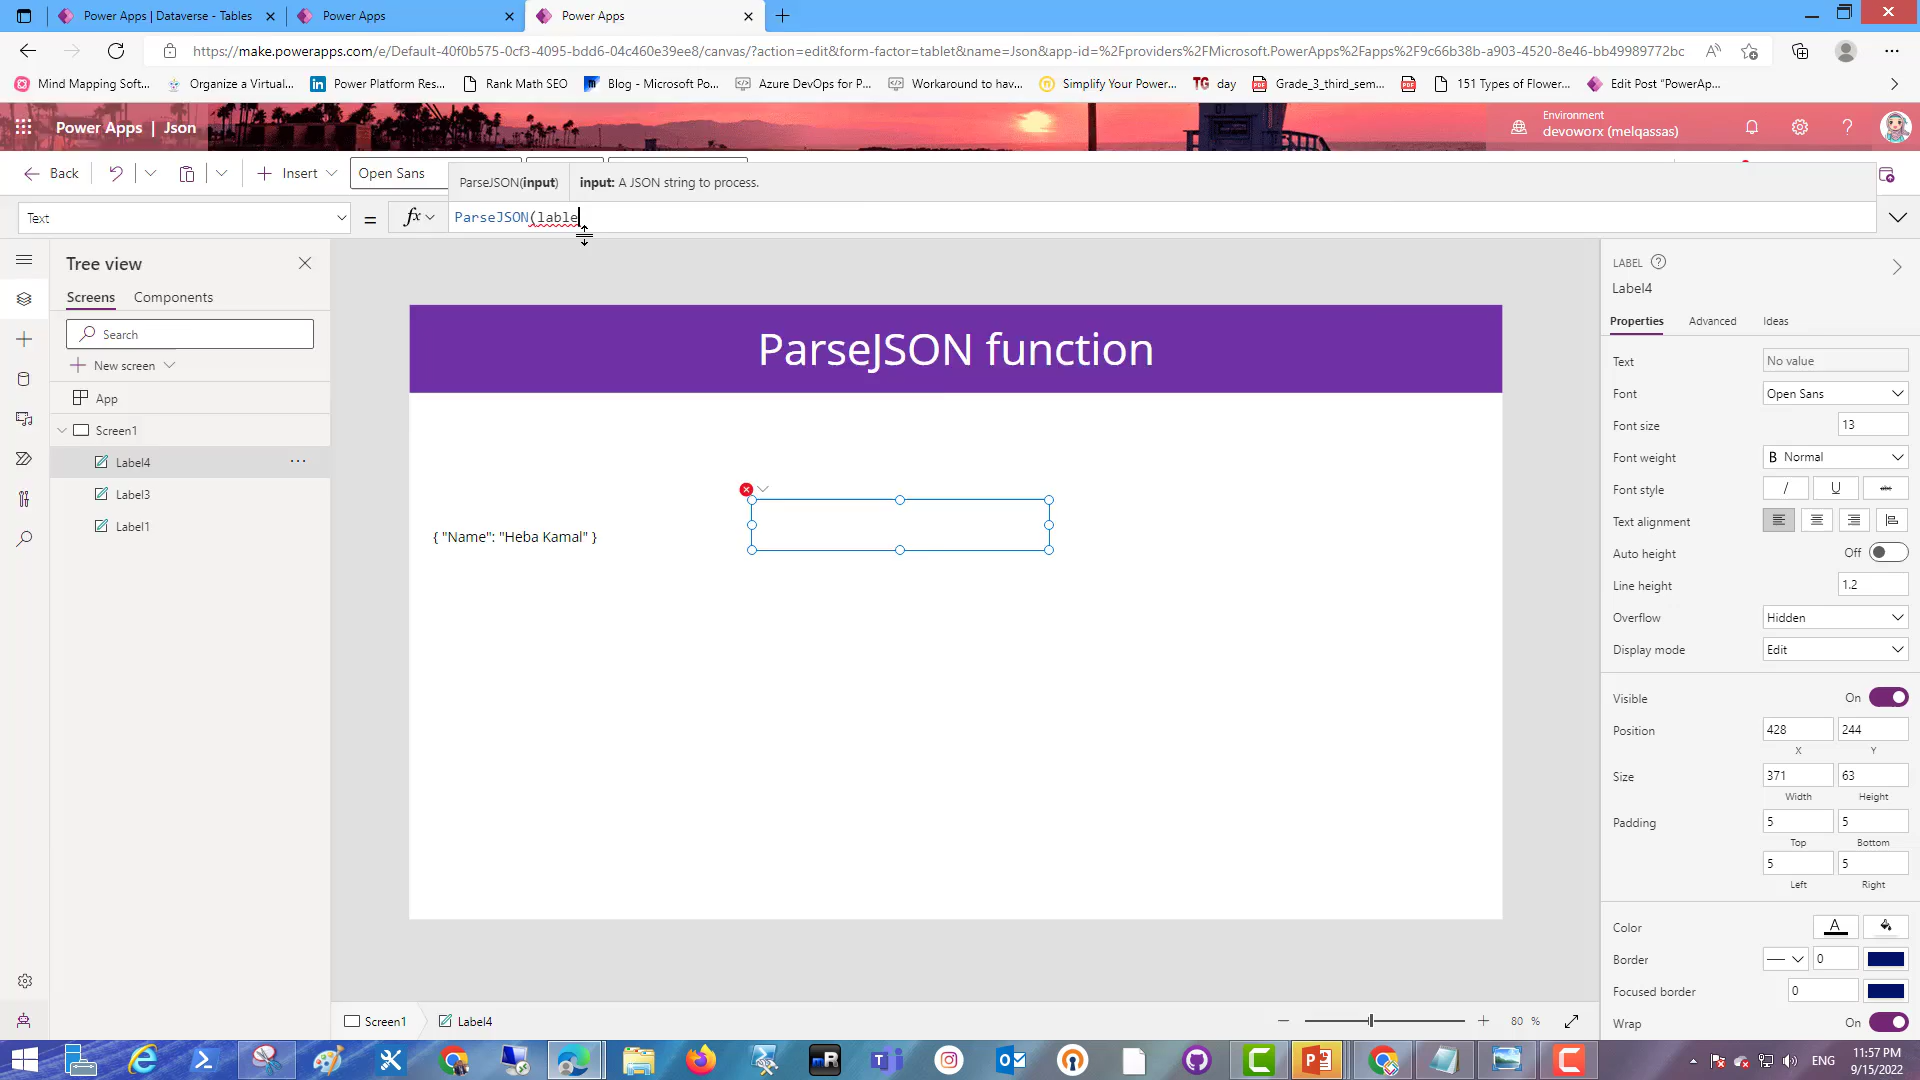 Power Apps | Dataverse - Tables
Power Apps
Power Apps
https://make.powerapps.com/e/Default-40f0b575-0cf3-4095-bdd6-04c460e39ee8/canvas/?action=edit&form-factor=tablet&name=Json&app-id=%2Fproviders%2FMicrosoft.PowerApps%2Fapps%2F9c66b38b-a903-4520-8e46-bb49989772bc
Mind Mapping Soft...
Organize a Virtual...
Power Platform Res...
Rank Math SEO
Blog - Microsoft Po...
Azure DevOps for P...
Workaround to hav...
Simplify Your Power...
TG day
Grade_3_third_sem...
151 Types of Flower...
Edit Post "PowerAp...
Power Apps | Json
Environment
devoworx (melqassas)
Back
Insert
Open Sans
ParseJSON(input)
input: A JSON string to process.
Text
=
fx
ParseJSON(lable
Tree view
Screens
Components
Search
New screen
App
Screen1
Label4
Label3
Label1
ParseJSON function
{ "Name": "Heba Kamal" }
LABEL
Label4
Properties
Advanced
Ideas
Text
No value
Font
Open Sans
Font size
13
Font weight
B Normal
Font style
/ U abc
Text alignment
Auto height
Off
Line height
1.2
Overflow
Hidden
Display mode
Edit
Visible
On
Position
428
244
X
Y
Size
371
63
Width
Height
Padding
5
5
Top
Bottom
5
5
Left
Right
Color
A
Border
0
Focused border
0
Wrap
On
Screen1
Label4
80 %
ENG
11:57 PM
9/15/2022